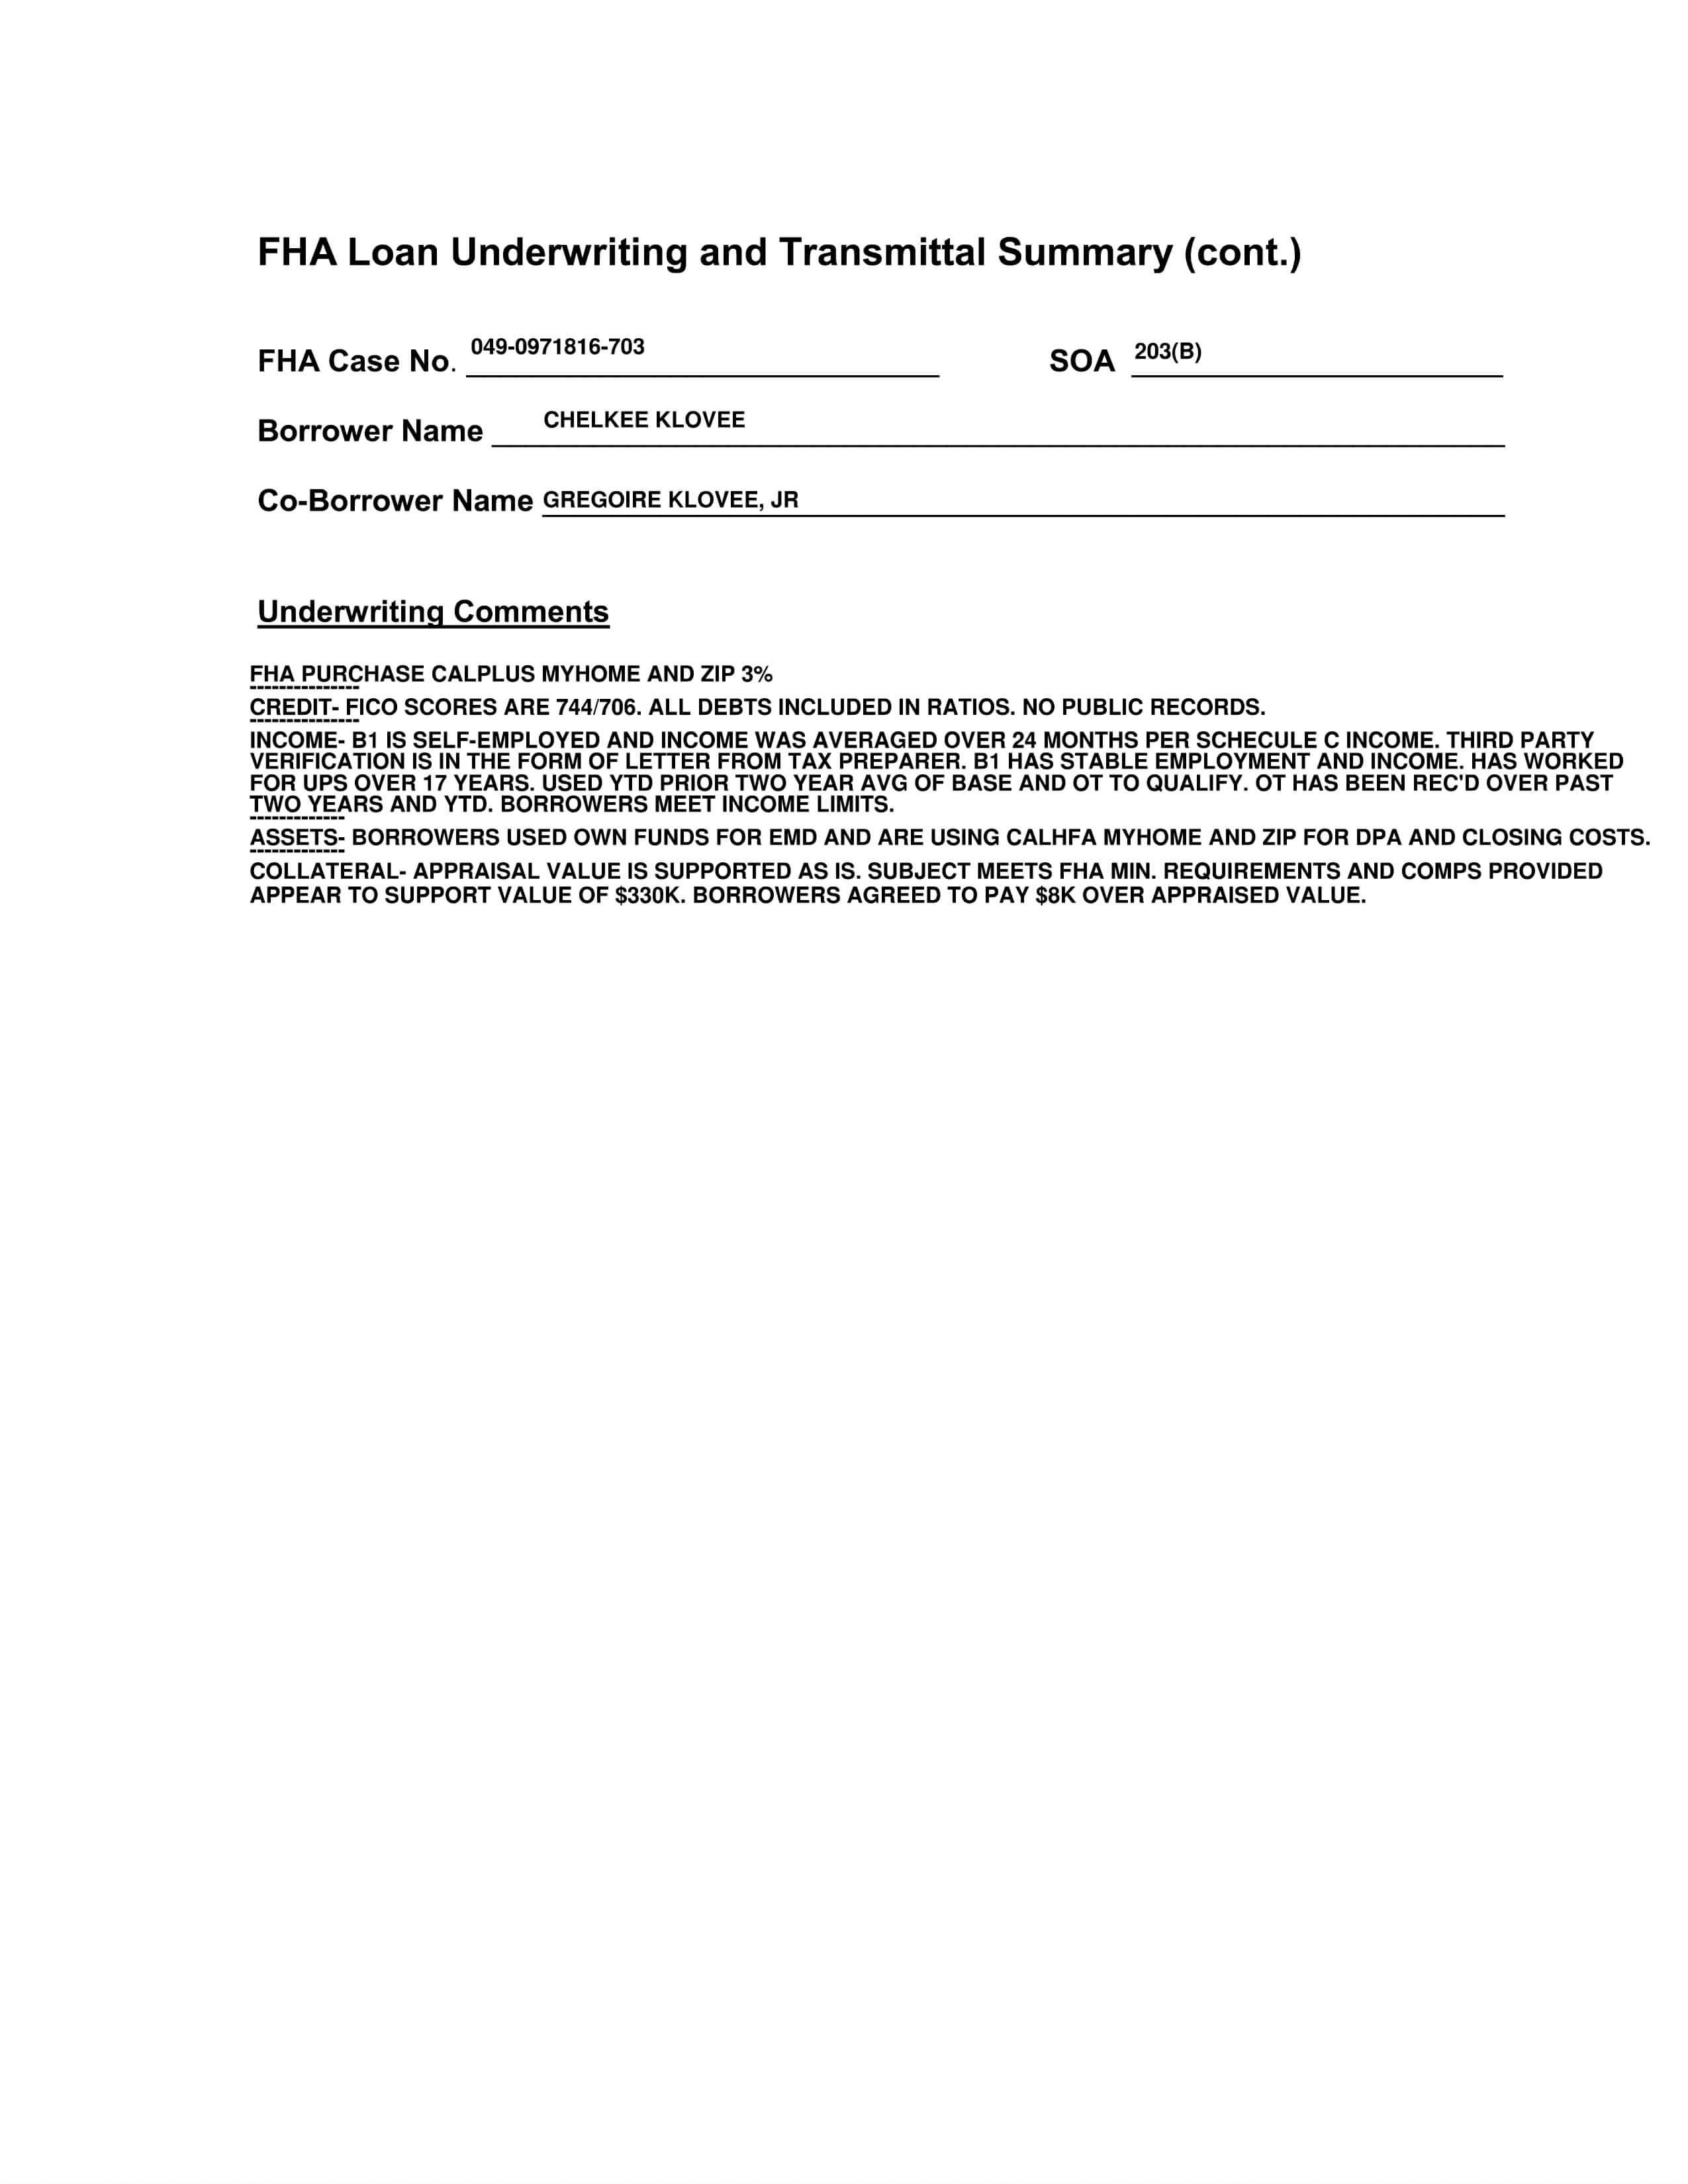 FHA Loan Underwriting and Transmittal Summary (cont.)
FHA Case No. 049-0971816-703 SOA 203(B)
Borrower Name CHELKEE KLOVEE
Co-Borrower Name GREGOIRE KLOVEE, JR
Underwriting Comments
FHA PURCHASE CALPLUS MYHOME AND ZIP 3%
---------------
CREDIT- FICO SCORES ARE 744/706. ALL DEBTS INCLUDED IN RATIOS. NO PUBLIC RECORDS.
---------------
INCOME- B1 IS SELF-EMPLOYED AND INCOME WAS AVERAGED OVER 24 MONTHS PER SCHECULE C INCOME. THIRD PARTY
VERIFICATION IS IN THE FORM OF LETTER FROM TAX PREPARER. B1 HAS STABLE EMPLOYMENT AND INCOME. HAS WORKED
FOR UPS OVER 17 YEARS. USED YTD PRIOR TWO YEAR AVG OF BASE AND OT TO QUALIFY. OT HAS BEEN REC'D OVER PAST
TWO YEARS AND YTD. BORROWERS MEET INCOME LIMITS.
-------------
ASSETS- BORROWERS USED OWN FUNDS FOR EMD AND ARE USING CALHFA MYHOME AND ZIP FOR DPA AND CLOSING COSTS.
-------------
COLLATERAL- APPRAISAL VALUE IS SUPPORTED AS IS. SUBJECT MEETS FHA MIN. REQUIREMENTS AND COMPS PROVIDED
APPEAR TO SUPPORT VALUE OF $330K. BORROWERS AGREED TO PAY $8K OVER APPRAISED VALUE.